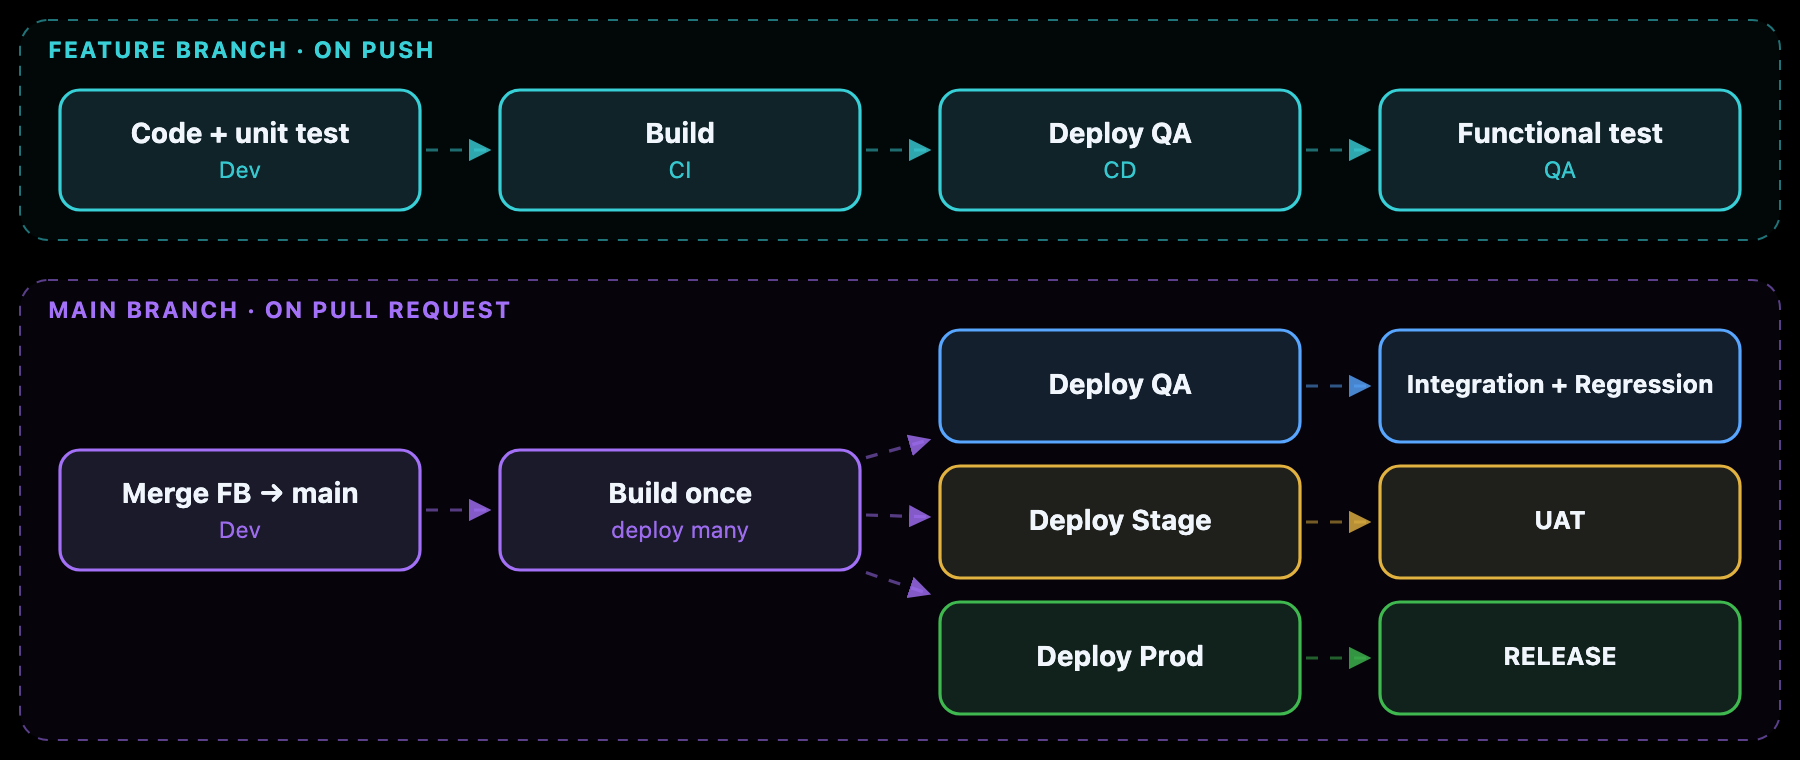 FEATURE BRANCH · ON PUSH
Code + unit test
Dev
Build
CI
Deploy QA
CD
Functional test
QA
MAIN BRANCH · ON PULL REQUEST
Merge FB → main
Dev
Build once
deploy many
Deploy QA
Integration + Regression
Deploy Stage
UAT
Deploy Prod
RELEASE